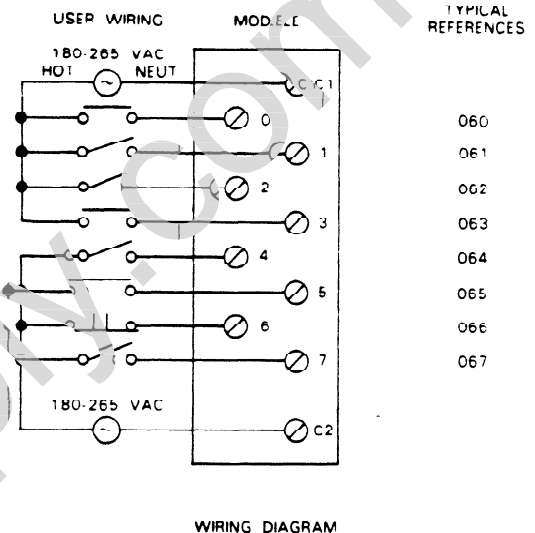 USER WIRING MODULE TYPICAL
REFERENCES
180-265 VAC
HOT NEUT
C1
0 060
1 061
2 062
3 063
4 064
5 065
6 066
7 067
180-265 VAC
C2
WIRING DIAGRAM